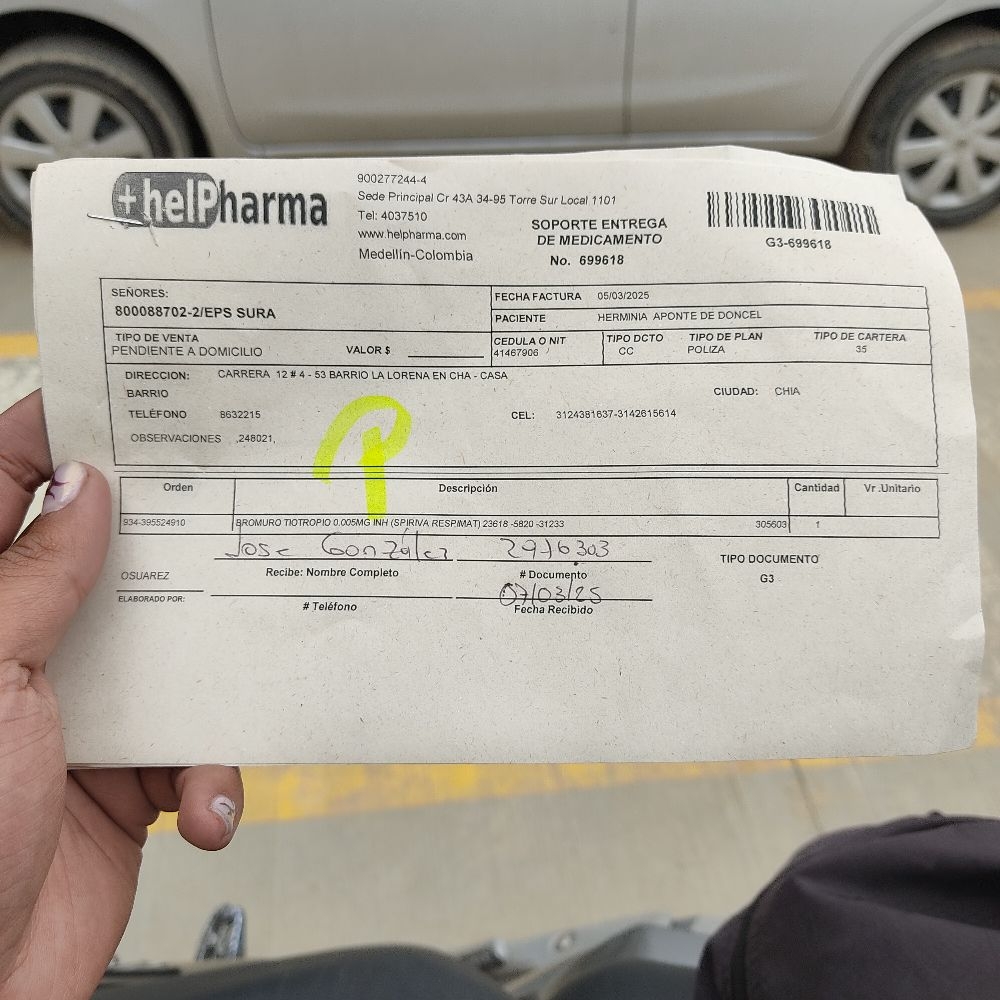 +helPharma
900277244-4
Sede Principal Cr 43A 34-95 Torre Sur Local 1101
Tel: 4037510
www.helpharma.com
Medellín-Colombia
SOPORTE ENTREGA
DE MEDICAMENTO
No. 699618
G3-699618
SEÑORES:
800088702-2/EPS SURA
FECHA FACTURA 05/03/2025
PACIENTE HERMINIA APONTE DE DONCEL
TIPO DE VENTA
PENDIENTE A DOMICILIO VALOR $
CEDULA O NIT TIPO DCTO TIPO DE PLAN TIPO DE CARTERA
41467906 CC POLIZA 35
DIRECCION: CARRERA 12 # 4 - 53 BARRIO LA LORENA EN CHA - CASA
BARRIO CIUDAD: CHIA
TELÉFONO 8632215 CEL: 3124381637-3142615614
OBSERVACIONES ,248021,
P
Orden Descripción Cantidad Vr .Unitario
934-395524910 BROMURO TIOTROPIO 0.005MG INH (SPIRIVA RESPIMAT) 23618 -5820 -31233 305603 1
Jose González 2976303
Recibe: Nombre Completo # Documento
TIPO DOCUMENTO
G3
OSUAREZ
07/03/25
ELABORADO POR: # Teléfono Fecha Recibido